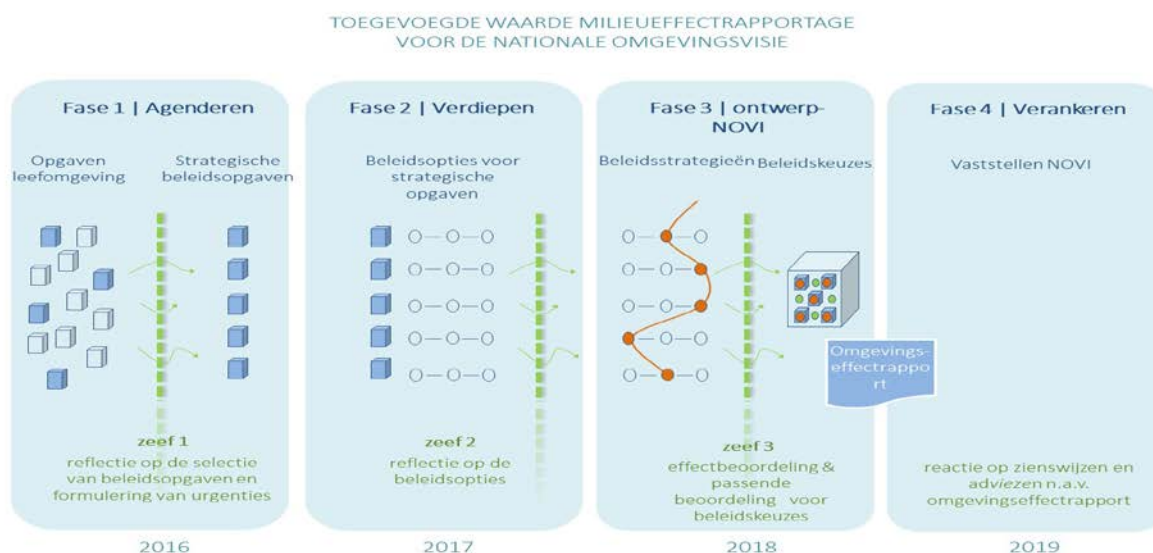 TOEGEVOEGDE WAARDE MILIEUEFFECTRAPPORTAGE
VOOR DE NATIONALE OMGEVINGSVISIE
Fase 1 | Agenderen
Opgaven
leefomgeving
Strategische
beleidsopgaven
zeef 1
reflectie op de selectie
van beleidsopgaven en
formulering van urgenties
2016
Fase 2 | Verdiepen
Beleidsopties voor
strategische
opgaven
zeef 2
reflectie op de
beleidsopties
2017
Fase 3 | ontwerp-
NOVI
Beleidsstrategieën
Beleidskeuzes
Omgevings-
effectrappo
rt
zeef 3
effectbeoordeling &
passende
beoordeling voor
beleidskeuzes
2018
Fase 4 | Verankeren
Vaststellen NOVI
reactie op zienswijzen en
adviezen n.a.v.
omgevingseffectrapport
2019